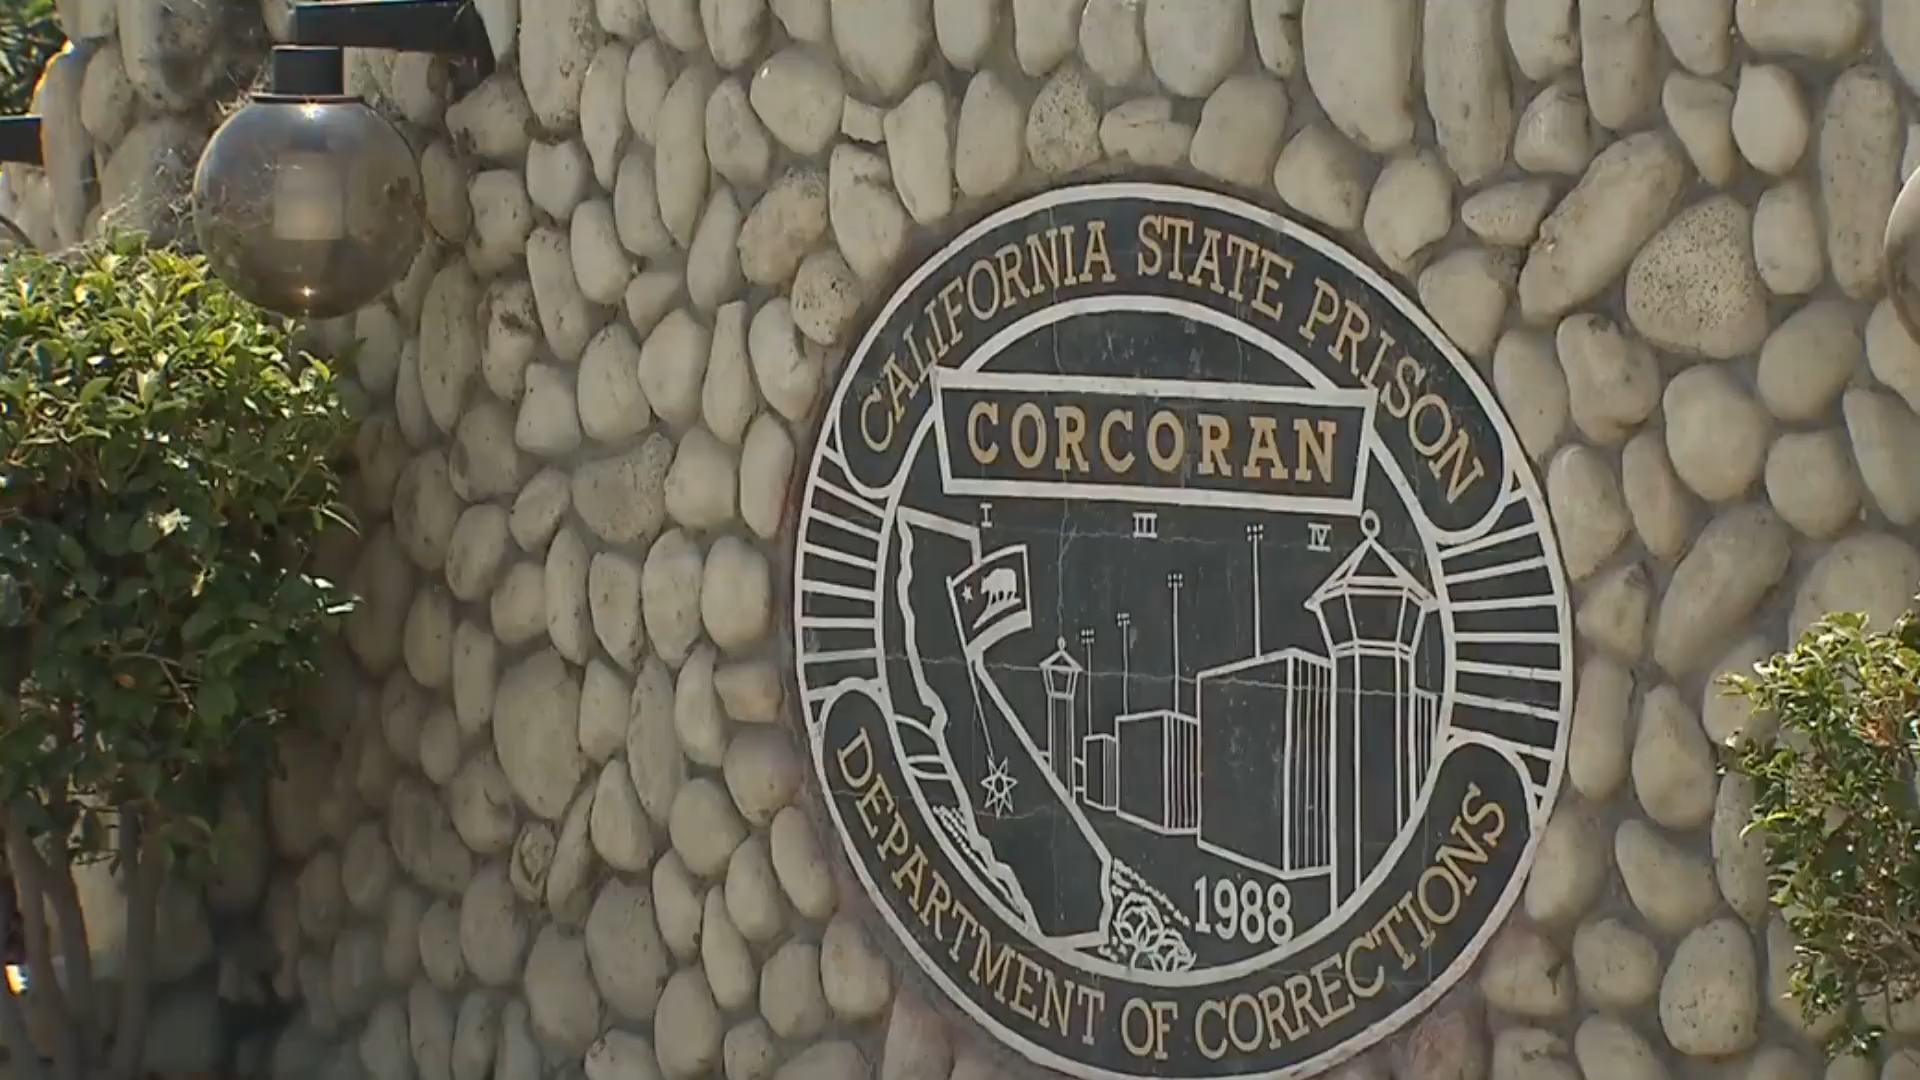 CALIFORNIA STATE PRISON
CORCORAN
I III IV
1988
DEPARTMENT OF CORRECTIONS